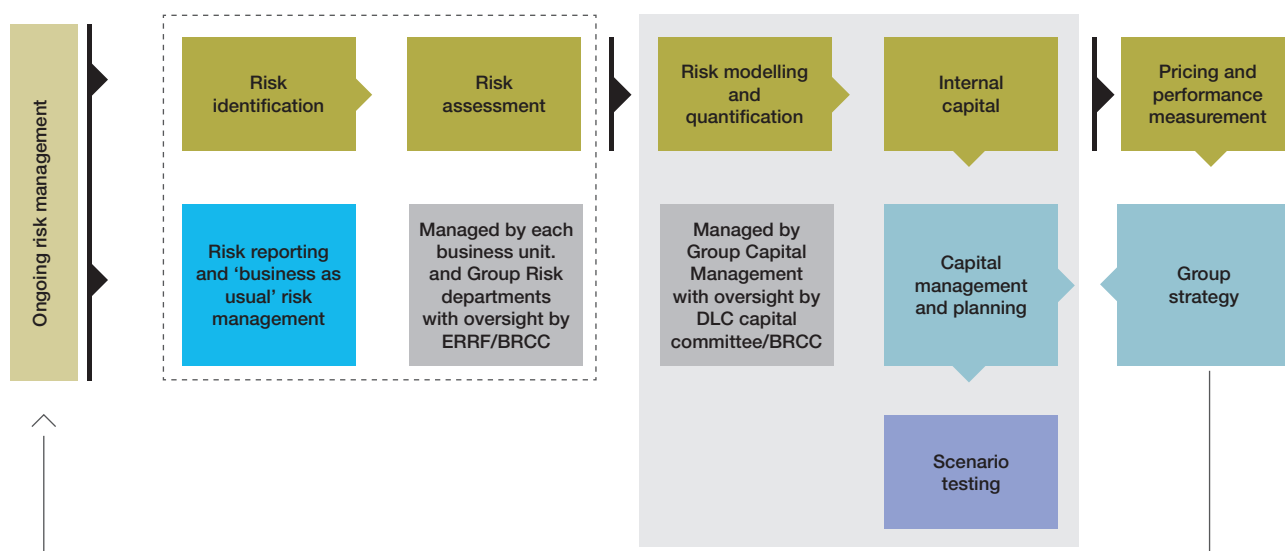 Ongoing risk management
Risk
identification
Risk
assessment
Risk modelling
and
quantification
Internal
capital
Pricing and
performance
measurement
Risk reporting
and ‘business as
usual’ risk
management
Managed by each
business unit.
and Group Risk
departments
with oversight by
ERRF/BRCC
Managed by
Group Capital
Management
with oversight by
DLC capital
committee/BRCC
Capital
management
and planning
Group
strategy
Scenario
testing